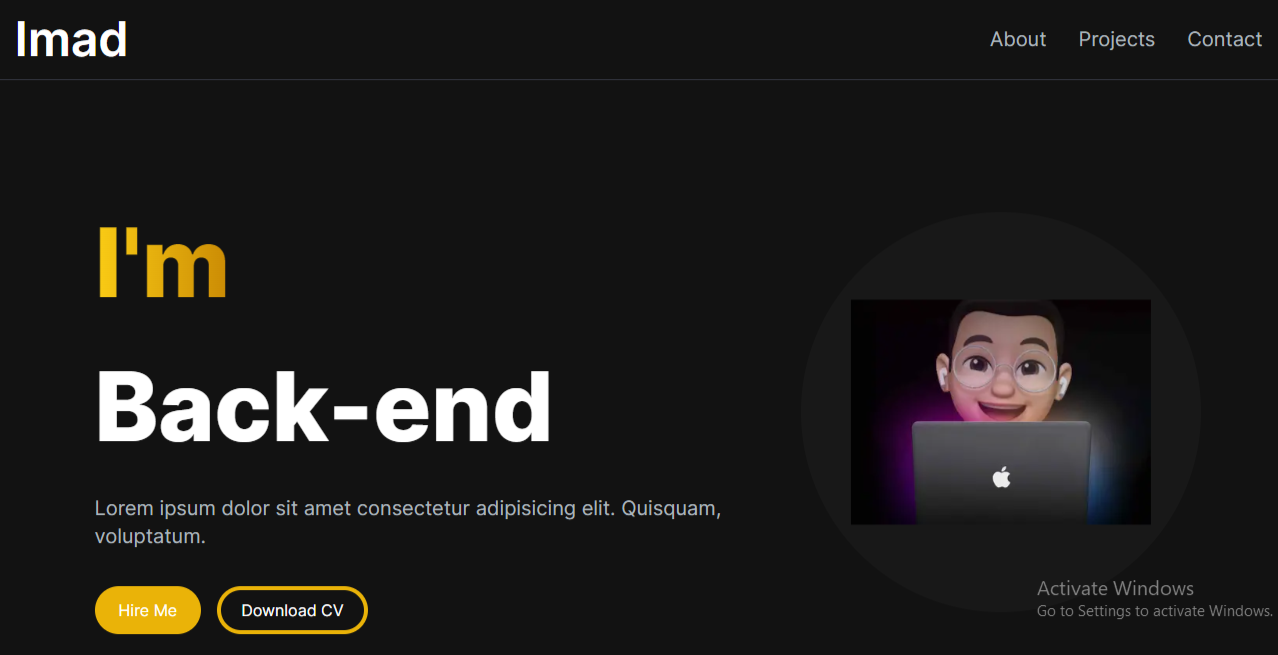 Imad
About Projects Contact
I'm
Back-end
Lorem ipsum dolor sit amet consectetur adipisicing elit. Quisquam,
voluptatum.
Hire Me
Download CV
Activate Windows
Go to Settings to activate Windows.